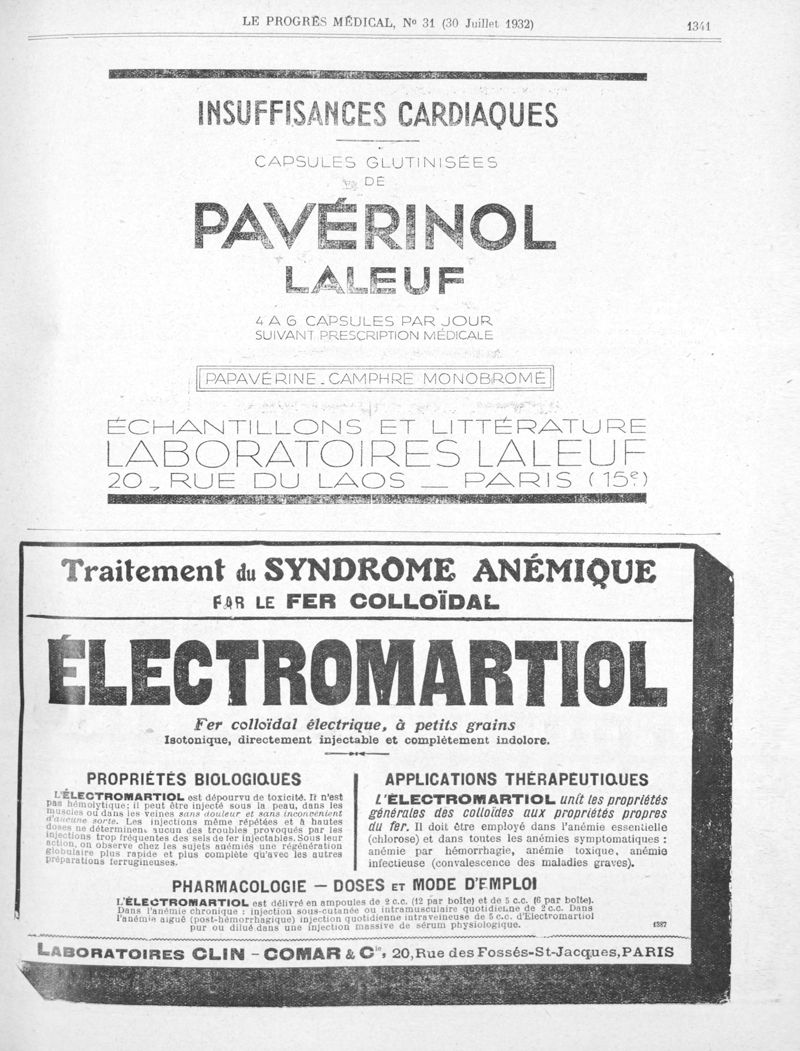 LE PROGRÈS MÉDICAL, No 31 (30 Juillet 1932)
1341
INSUFFISANCES CARDIAQUES
CAPSULES GLUTINISÉES
DE
PAVÉRINOL
LALEUF
4 A 6 CAPSULES PAR JOUR
SUIVANT PRESCRIPTION MÉDICALE
PAPAVÉRINE - CAMPHRE MONOBROMÉ
ÉCHANTILLONS ET LITTÉRATURE
LABORATOIRES LALEUF
20, RUE DU LAOS — PARIS (15e)
Traitement du SYNDROME ANÉMIQUE
PAR LE FER COLLOÏDAL
ÉLECTROMARTIOL
Fer colloïdal électrique, à petits grains
Isotonique, directement injectable et complètement indolore.
PROPRIÉTÉS BIOLOGIQUES
L'ÉLECTROMARTIOL est dépourvu de toxicité. Il n'est
pas hémolytique; il peut être injecté sous la peau, dans les
muscles ou dans les veines sans douleur et sans inconvénient
d'aucune sorte. Les injections même répétées et à hautes
doses ne déterminent aucun des troubles provoqués par les
injections trop fréquentes des sels de fer injectables. Sous leur
action, on observe chez les sujets anémiés une régénération
globulaire plus rapide et plus complète qu'avec les autres
préparations ferrugineuses.
APPLICATIONS THÉRAPEUTIQUES
L'ÉLECTROMARTIOL unit les propriétés
générales des colloïdes aux propriétés propres
du fer. Il doit être employé dans l'anémie essentielle
(chlorose) et dans toutes les anémies symptomatiques :
anémie par hémorrhagie, anémie toxique, anémie
infectieuse (convalescence des maladies graves).
PHARMACOLOGIE — DOSES ET MODE D'EMPLOI
L'ÉLECTROMARTIOL est délivré en ampoules de 2 c.c. (12 par boîte) et de 5 c.c. (6 par boîte).
Dans l'anémie chronique : injection sous-cutanée ou intramusculaire quotidienne de 2 c.c. Dans
l'anémie aiguë (post-hémorrhagique) injection quotidienne intraveineuse de 5 c.c. d'Electromartiol
pur ou dilué dans une injection massive de sérum physiologique.
1387
LABORATOIRES CLIN - COMAR & Cie, 20, Rue des Fossés-St-Jacques, PARIS